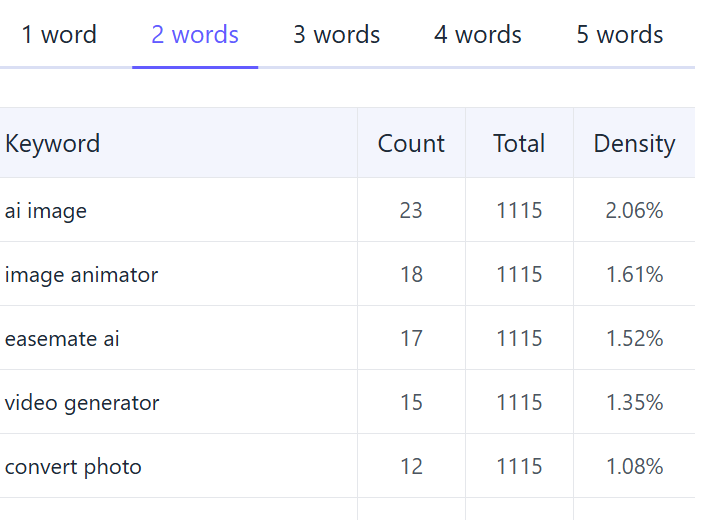 1 word 2 words 3 words 4 words 5 words
Keyword Count Total Density
ai image 23 1115 2.06%
image animator 18 1115 1.61%
easemate ai 17 1115 1.52%
video generator 15 1115 1.35%
convert photo 12 1115 1.08%